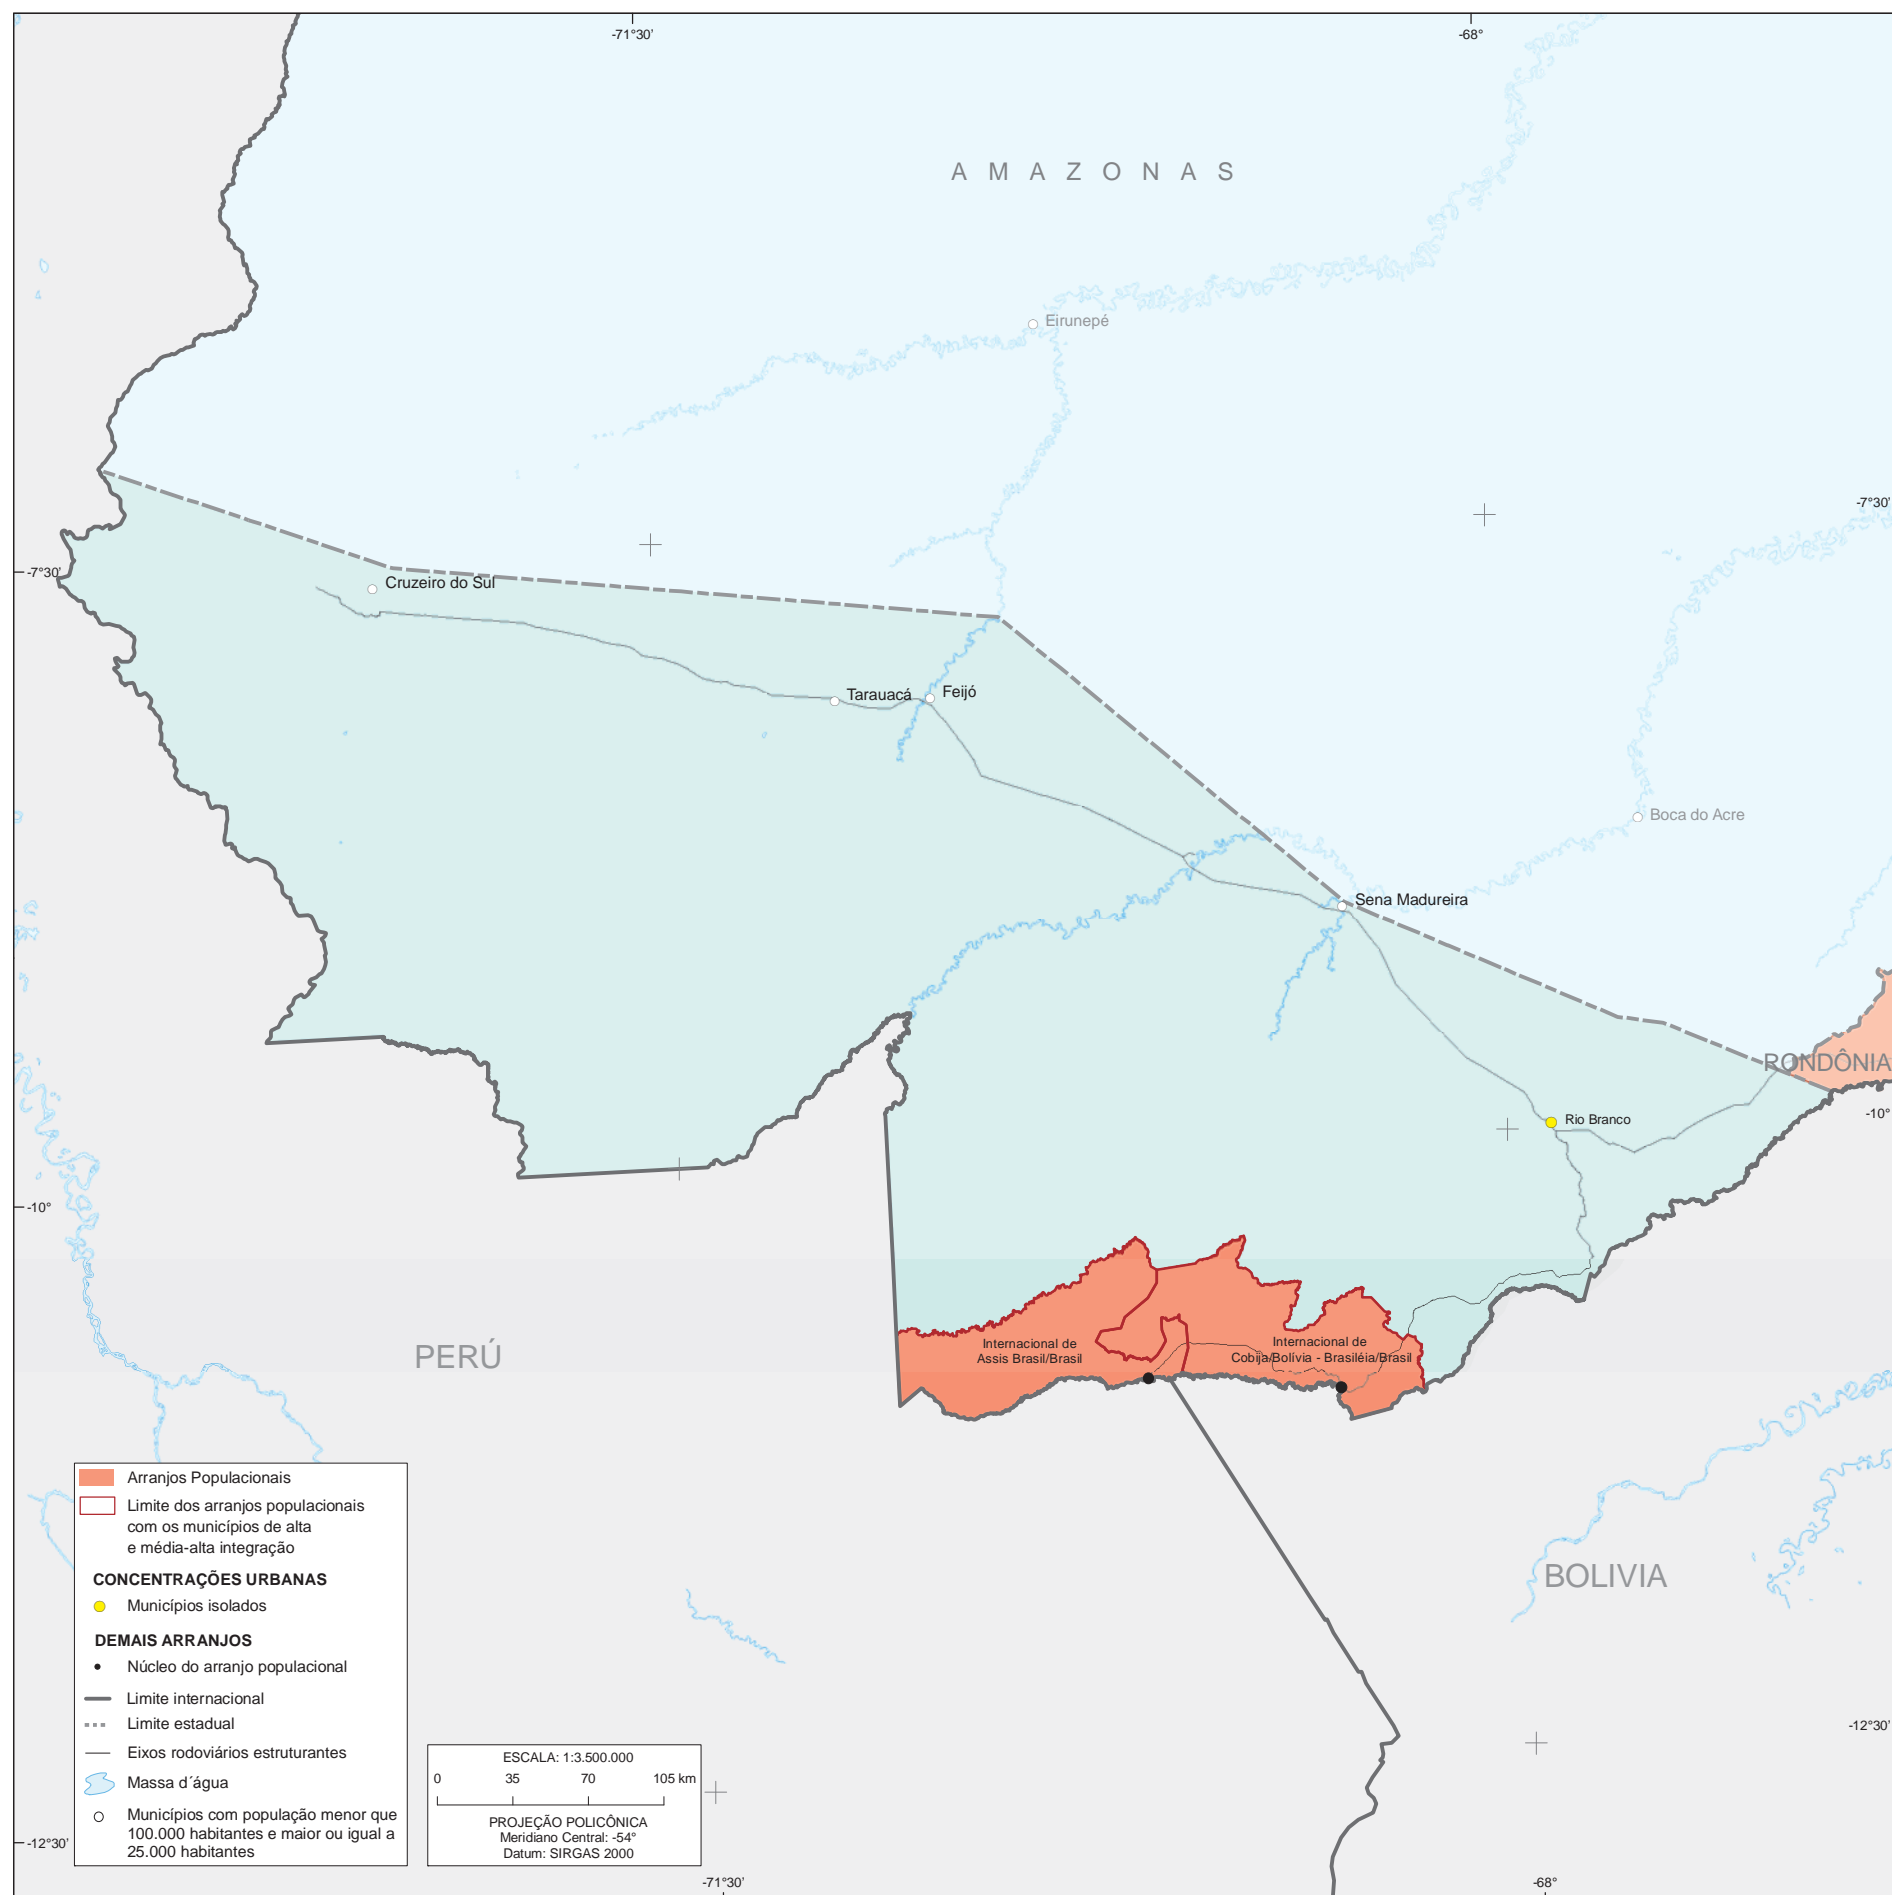 -71°30'
-68°
AMAZONAS
Eirunepé
-7°30'
-7°30'
Cruzeiro do Sul
Tarauacá
Feijó
Boca do Acre
Sena Madureira
RONDÔNIA
-10°
Rio Branco
-10°
Internacional de
Assis Brasil/Brasil
Internacional de
Cobija/Bolívia - Brasiléia/Brasil
PERÚ
BOLIVIA
Arranjos Populacionais
Limite dos arranjos populacionais
com os municípios de alta
e média-alta integração
CONCENTRAÇÕES URBANAS
Municípios isolados
DEMAIS ARRANJOS
Núcleo do arranjo populacional
Limite internacional
Limite estadual
Eixos rodoviários estruturantes
Massa d´água
Municípios com população menor que
100.000 habitantes e maior ou igual a
25.000 habitantes
ESCALA: 1:3.500.000
0 35 70 105 km
PROJEÇÃO POLICÔNICA
Meridiano Central: -54°
Datum: SIRGAS 2000
-12°30'
-12°30'
-71°30'
-68°